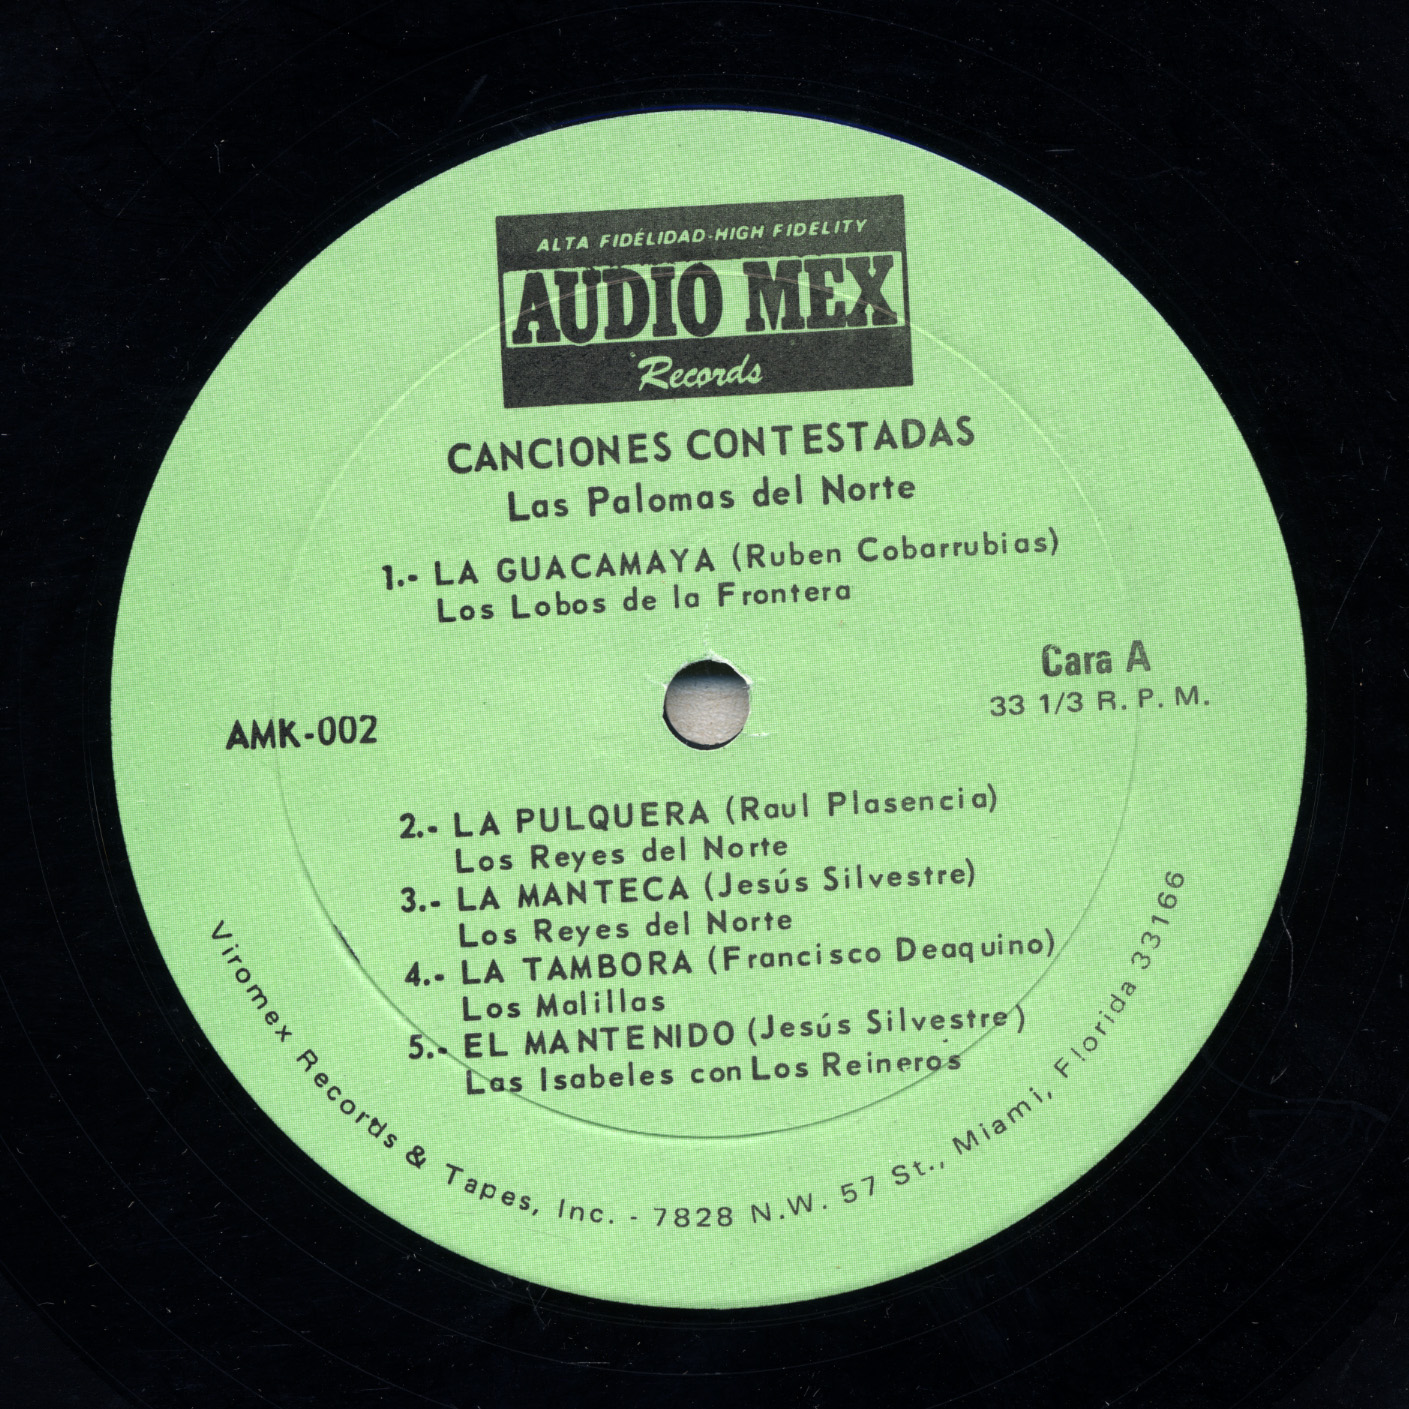 ALTA FIDELIDAD-HIGH FIDELITY
AUDIO MEX
Records
CANCIONES CONTESTADAS
Las Palomas del Norte
1.- LA GUACAMAYA (Ruben Cobarrubias)
Los Lobos de la Frontera
Cara A
33 1/3 R. P. M.
AMK-002
2.- LA PULQUERA (Raul Plasencia)
Los Reyes del Norte
3.- LA MANTECA (Jesús Silvestre)
Los Reyes del Norte
4.- LA TAMBORA (Francisco Deaquino)
Los Malillas
5.- EL MANTENIDO (Jesús Silvestre)
Las Isabeles con Los Reineros
Viromex Records & Tapes, Inc. - 7828 N.W. 57 St., Miami, Florida 33166